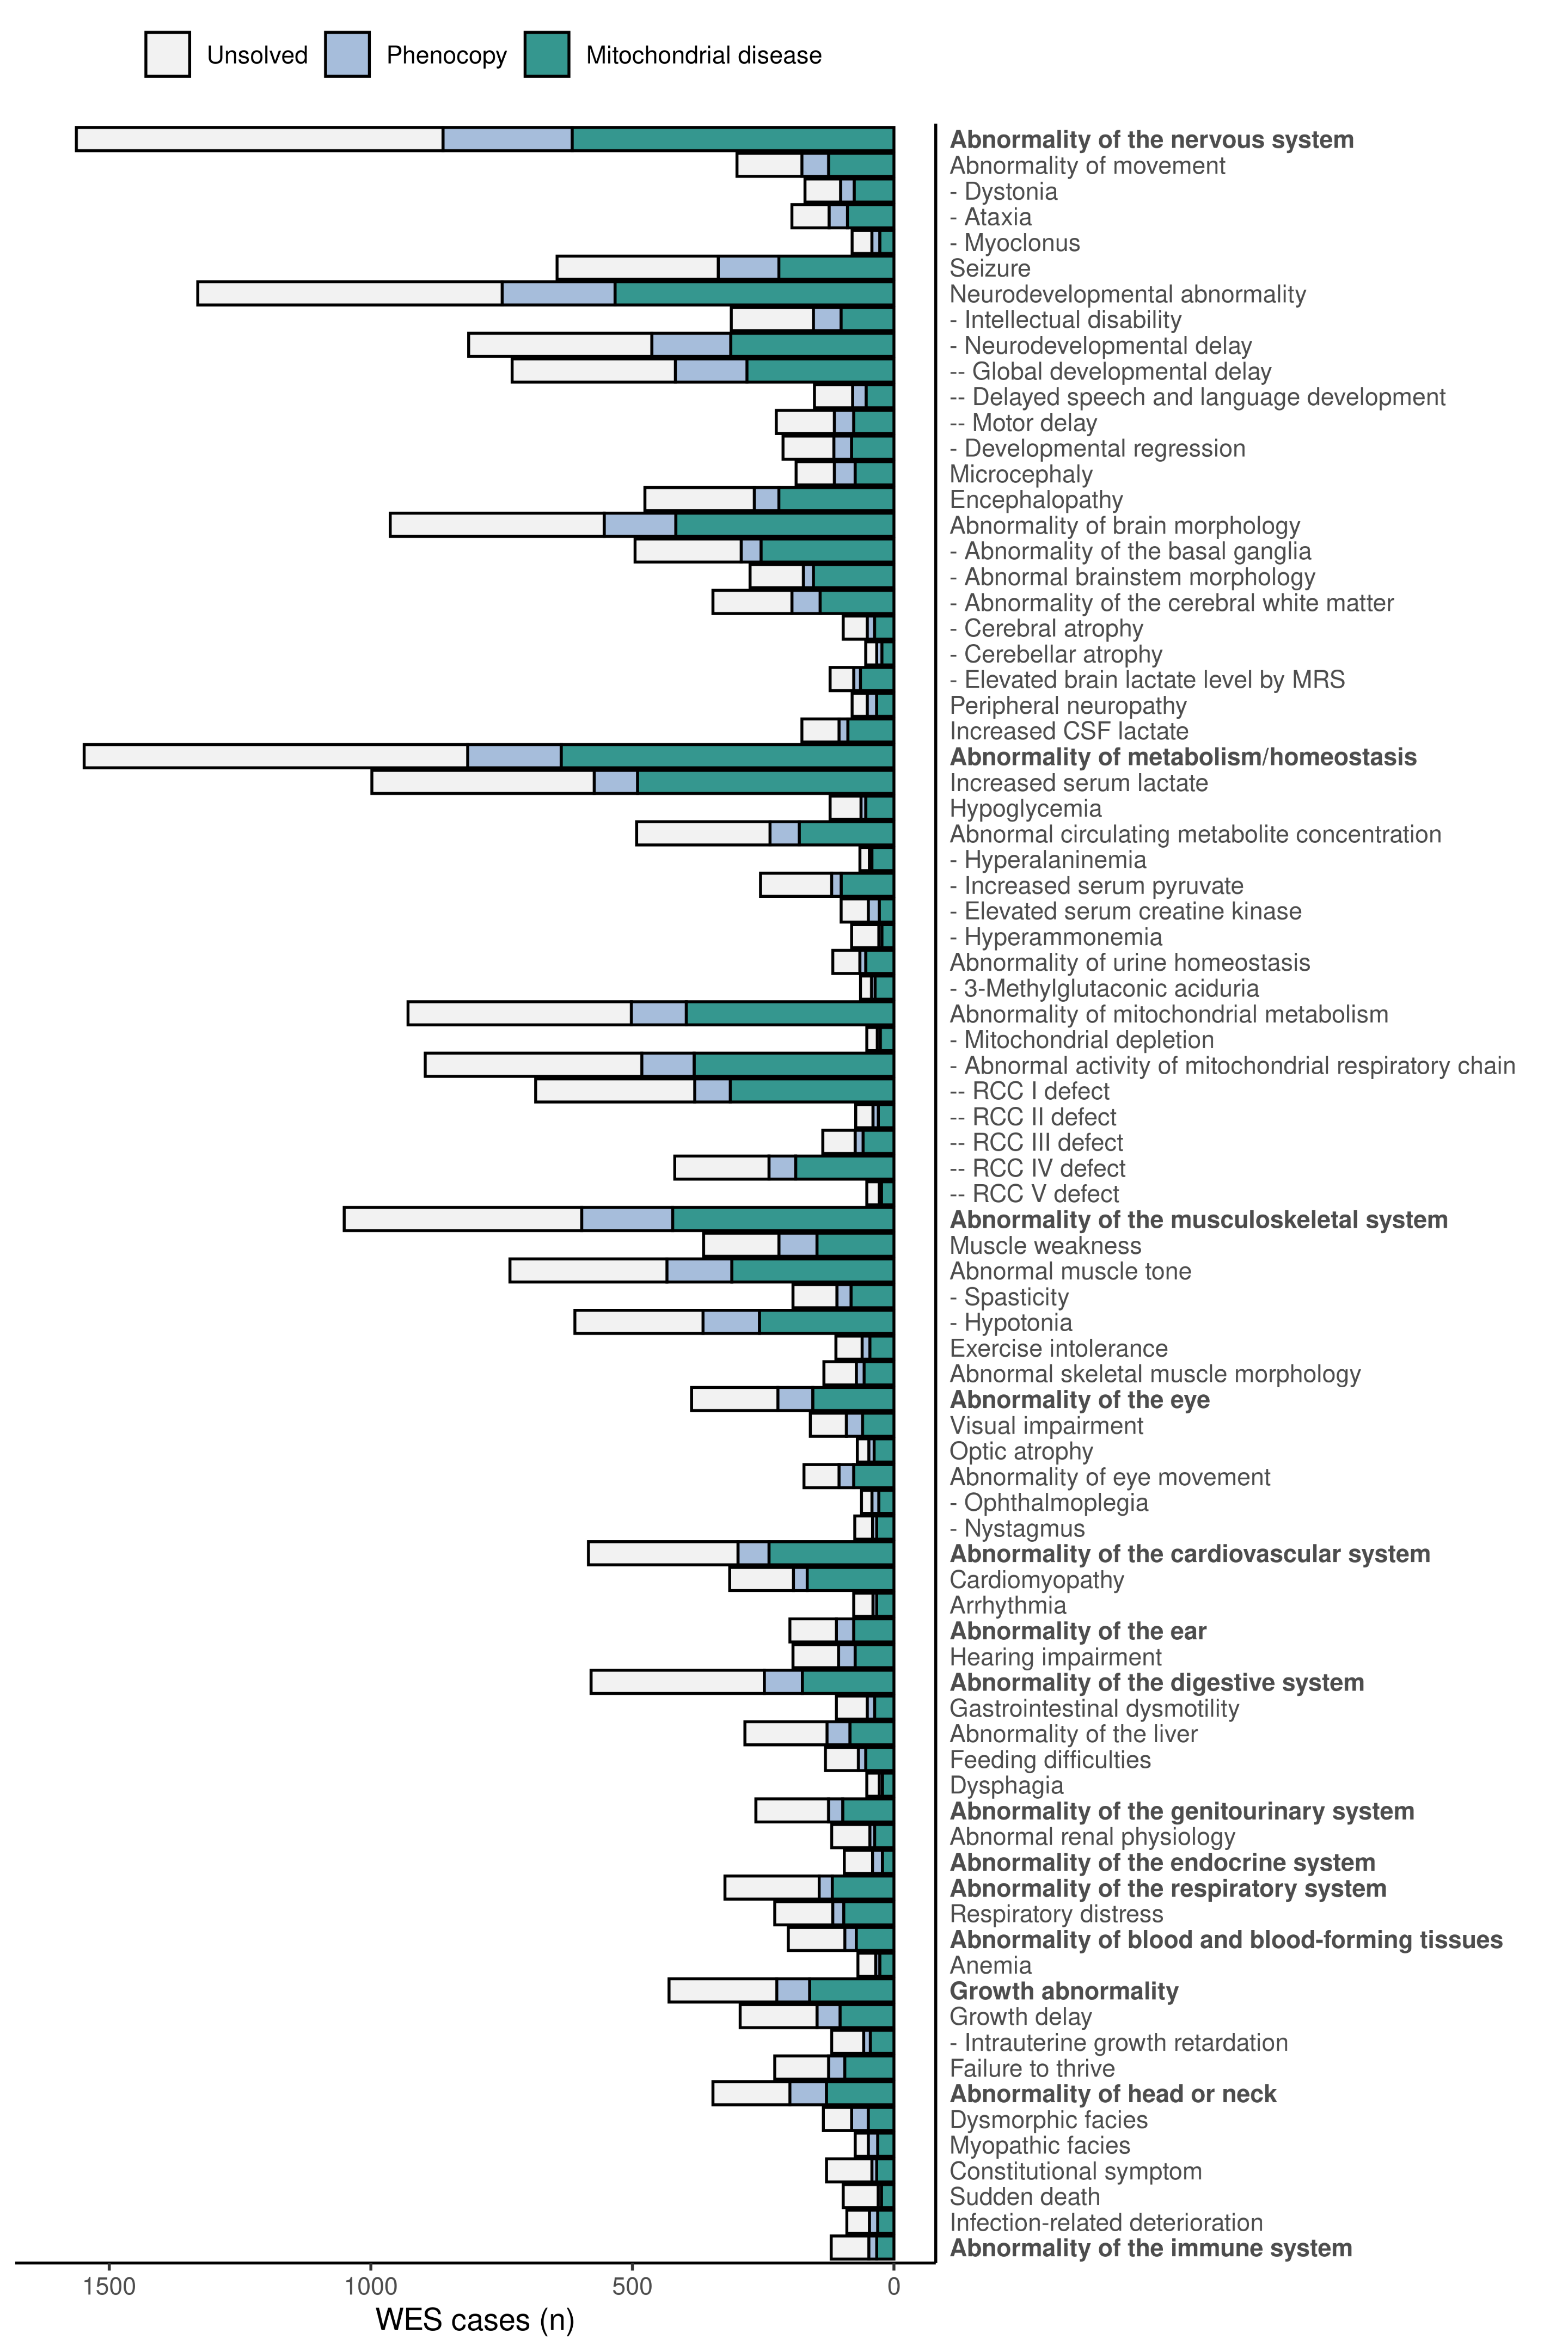 Unsolved Phenocopy Mitochondrial disease
Abnormality of the nervous system
Abnormality of movement
- Dystonia
- Ataxia
- Myoclonus
Seizure
Neurodevelopmental abnormality
- Intellectual disability
- Neurodevelopmental delay
-- Global developmental delay
-- Delayed speech and language development
-- Motor delay
- Developmental regression
Microcephaly
Encephalopathy
Abnormality of brain morphology
- Abnormality of the basal ganglia
- Abnormal brainstem morphology
- Abnormality of the cerebral white matter
- Cerebral atrophy
- Cerebellar atrophy
- Elevated brain lactate level by MRS
Peripheral neuropathy
Increased CSF lactate
Abnormality of metabolism/homeostasis
Increased serum lactate
Hypoglycemia
Abnormal circulating metabolite concentration
- Hyperalaninemia
- Increased serum pyruvate
- Elevated serum creatine kinase
- Hyperammonemia
Abnormality of urine homeostasis
- 3-Methylglutaconic aciduria
Abnormality of mitochondrial metabolism
- Mitochondrial depletion
- Abnormal activity of mitochondrial respiratory chain
-- RCC I defect
-- RCC II defect
-- RCC III defect
-- RCC IV defect
-- RCC V defect
Abnormality of the musculoskeletal system
Muscle weakness
Abnormal muscle tone
- Spasticity
- Hypotonia
Exercise intolerance
Abnormal skeletal muscle morphology
Abnormality of the eye
Visual impairment
Optic atrophy
Abnormality of eye movement
- Ophthalmoplegia
- Nystagmus
Abnormality of the cardiovascular system
Cardiomyopathy
Arrhythmia
Abnormality of the ear
Hearing impairment
Abnormality of the digestive system
Gastrointestinal dysmotility
Abnormality of the liver
Feeding difficulties
Dysphagia
Abnormality of the genitourinary system
Abnormal renal physiology
Abnormality of the endocrine system
Abnormality of the respiratory system
Respiratory distress
Abnormality of blood and blood-forming tissues
Anemia
Growth abnormality
Growth delay
- Intrauterine growth retardation
Failure to thrive
Abnormality of head or neck
Dysmorphic facies
Myopathic facies
Constitutional symptom
Sudden death
Infection-related deterioration
Abnormality of the immune system
1500 1000 500 0
WES cases (n)